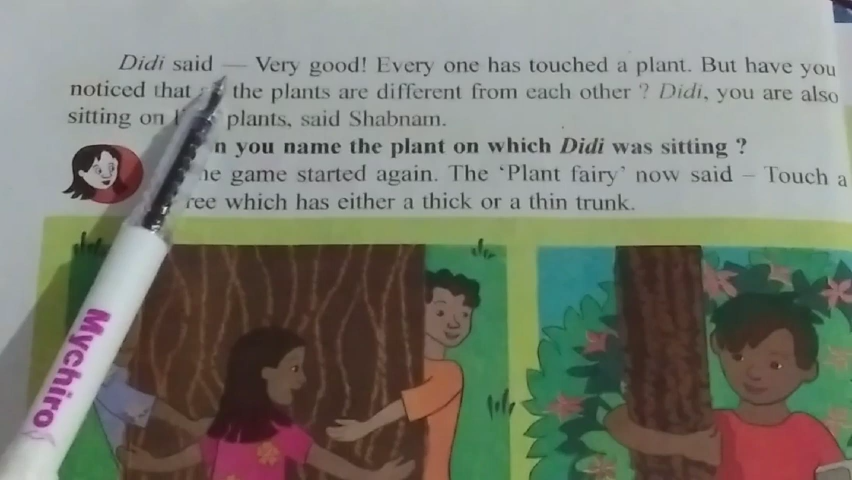 Didi said — Very good! Every one has touched a plant. But have you
noticed that the plants are different from each other ? Didi, you are also
sitting on plants, said Shabnam.
you name the plant on which Didi was sitting ?
game started again. The ‘Plant fairy’ now said – Touch a
which has either a thick or a thin trunk.
Mychiro